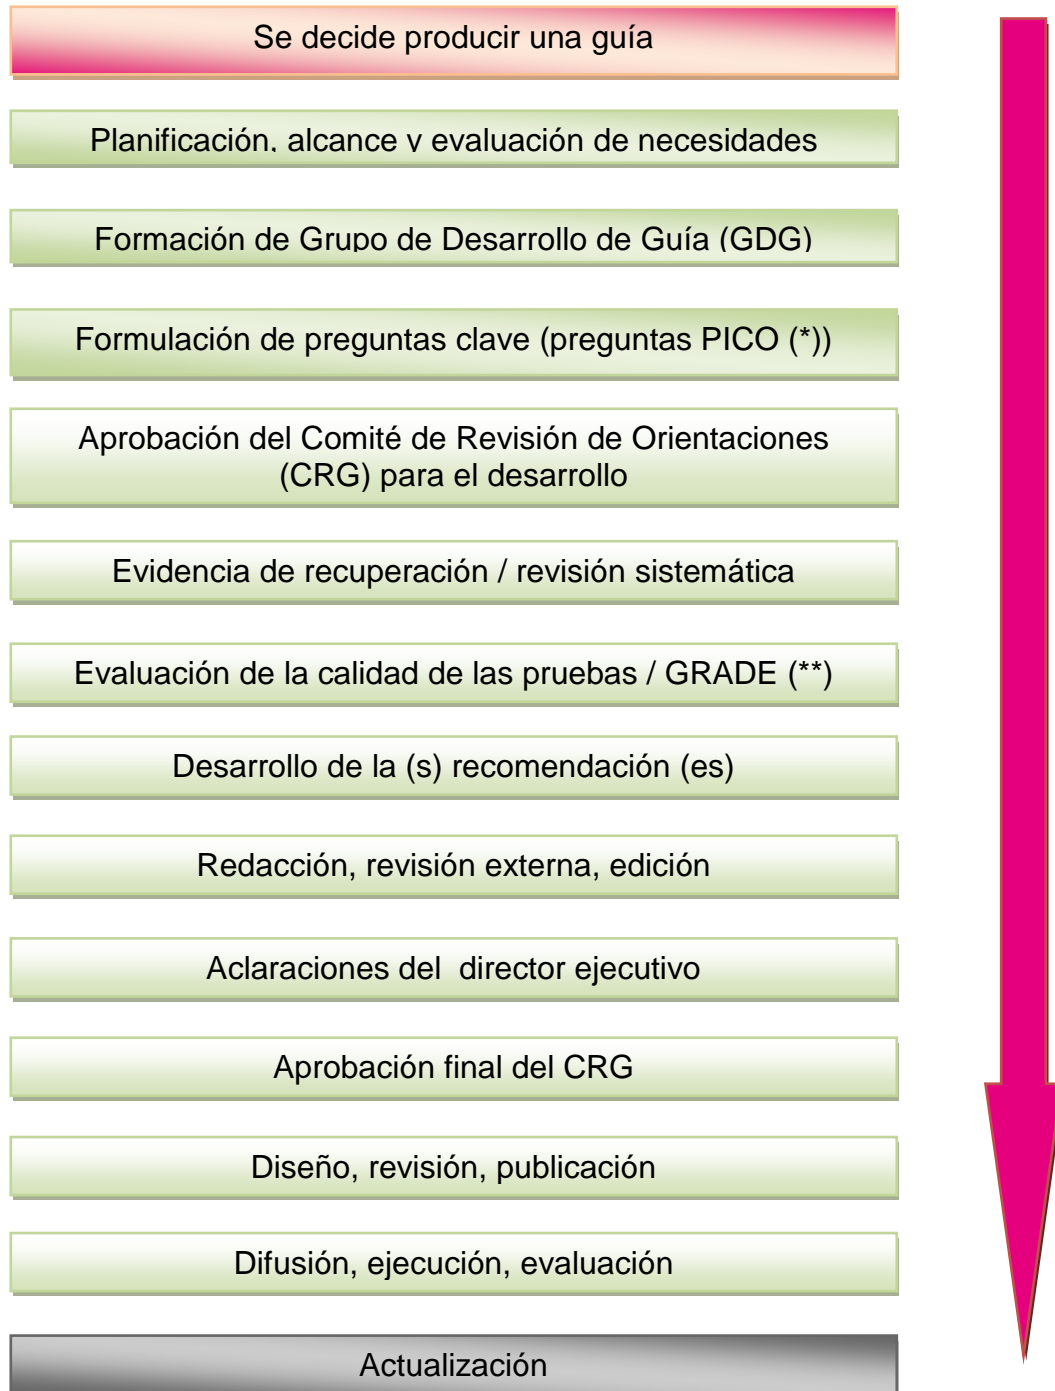 Se decide producir una guía
Planificación, alcance y evaluación de necesidades
Formación de Grupo de Desarrollo de Guía (GDG)
Formulación de preguntas clave (preguntas PICO (*))
Aprobación del Comité de Revisión de Orientaciones
(CRG) para el desarrollo
Evidencia de recuperación / revisión sistemática
Evaluación de la calidad de las pruebas / GRADE (**)
Desarrollo de la (s) recomendación (es)
Redacción, revisión externa, edición
Aclaraciones del  director ejecutivo
Aprobación final del CRG
Diseño, revisión, publicación
Difusión, ejecución, evaluación
Actualización